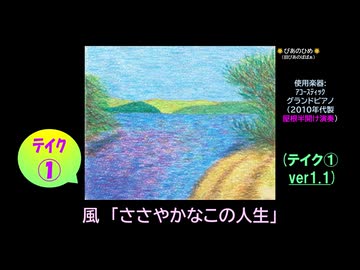 🌟ぴあのひめ🌟
(旧ぴあのぱぱぁ)
使用楽器:
アコースティック
グランドピアノ
(2010年代製
屋根半開け演奏)
テイク
①
(テイク①
ver1.1)
風「ささやかなこの人生」